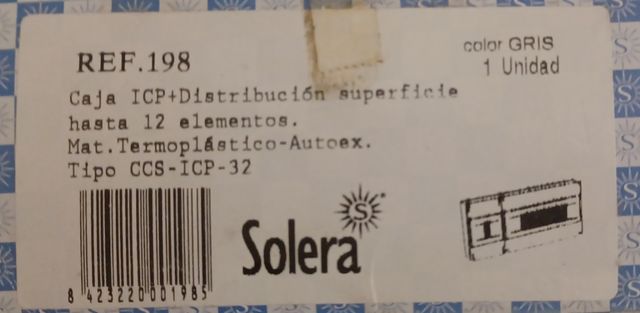 REF.198
color GRIS
1 Unidad
Caja ICP+Distribución superficie
hasta 12 elementos.
Mat.Termoplástico-Autoex.
Tipo CCS-ICP-32
S
Solera
8 423220 001985